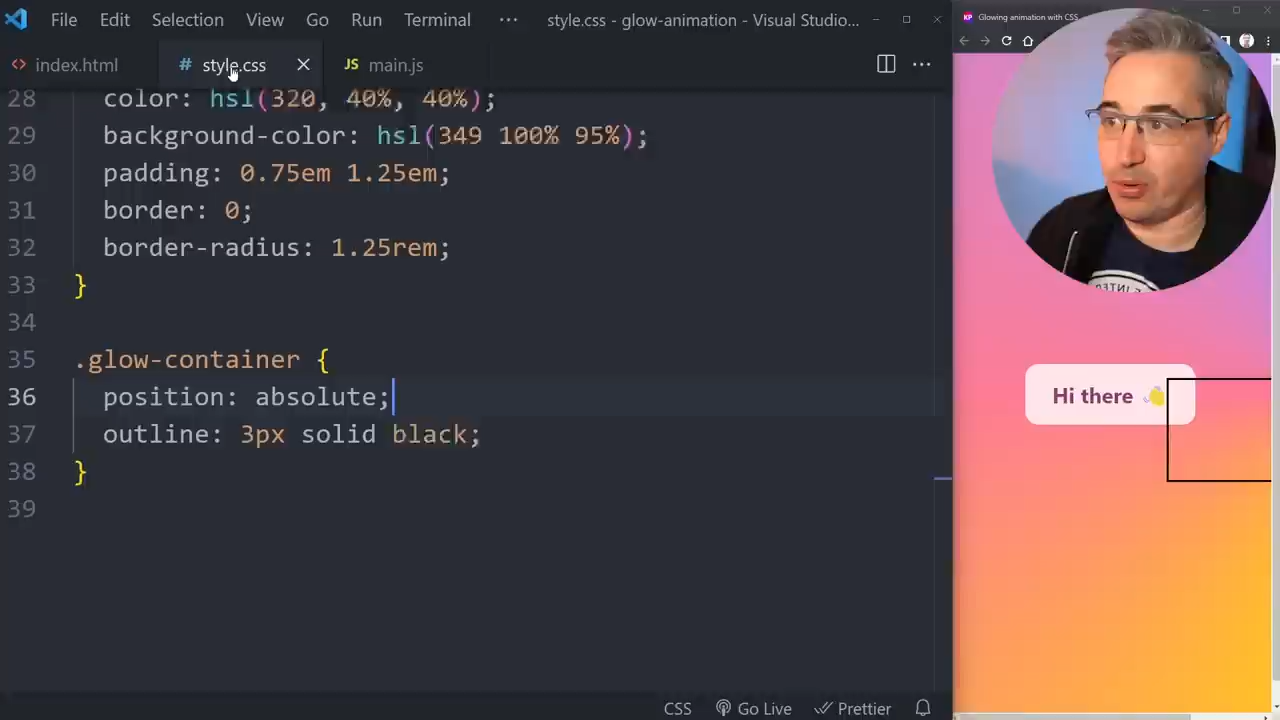 File Edit Selection View Go Run Terminal ··· style.css - glow-animation - Visual Studio...
KP Glowing animation with CSS
<> index.html # style.css × JS main.js ···
28 color: hsl(320, 40%, 40%);
29 background-color: hsl(349 100% 95%);
30 padding: 0.75em 1.25em;
31 border: 0;
32 border-radius: 1.25rem;
33 }
34
35 .glow-container {
36 position: absolute;
37 outline: 3px solid black;
38 }
39
Hi there 👋
CSS Go Live Prettier